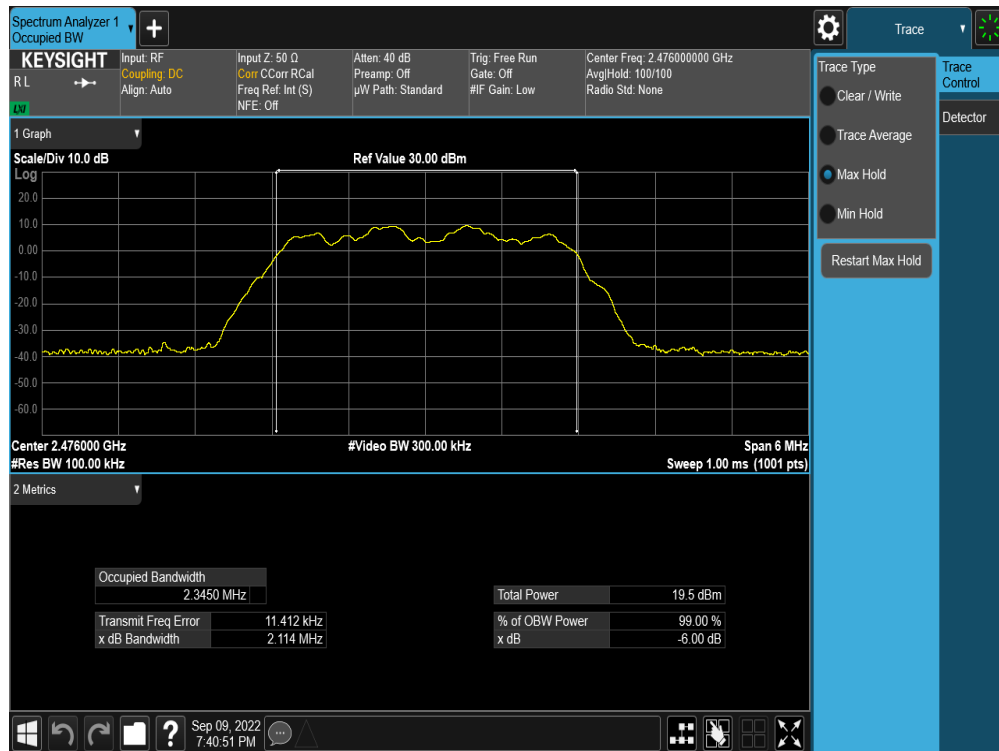 Spectrum Analyzer 1
Occupied BW
Trace
KEYSIGHT
R L
LXI
Input: RF
Coupling: DC
Align: Auto
Input Z: 50 Ω
Corr CCorr RCal
Freq Ref: Int (S)
NFE: Off
Atten: 40 dB
Preamp: Off
µW Path: Standard
Trig: Free Run
Gate: Off
#IF Gain: Low
Center Freq: 2.476000000 GHz
Avg|Hold: 100/100
Radio Std: None
Trace Type
Clear / Write
Trace Average
Max Hold
Min Hold
Restart Max Hold
Trace
Control
Detector
1 Graph
Scale/Div 10.0 dB
Ref Value 30.00 dBm
Log
20.0
10.0
0.00
-10.0
-20.0
-30.0
-40.0
-50.0
-60.0
Center 2.476000 GHz
#Video BW 300.00 kHz
Span 6 MHz
#Res BW 100.00 kHz
Sweep 1.00 ms (1001 pts)
2 Metrics
Occupied Bandwidth
2.3450 MHz
Total Power 19.5 dBm
Transmit Freq Error 11.412 kHz
% of OBW Power 99.00 %
x dB Bandwidth 2.114 MHz
x dB -6.00 dB
?
Sep 09, 2022
7:40:51 PM